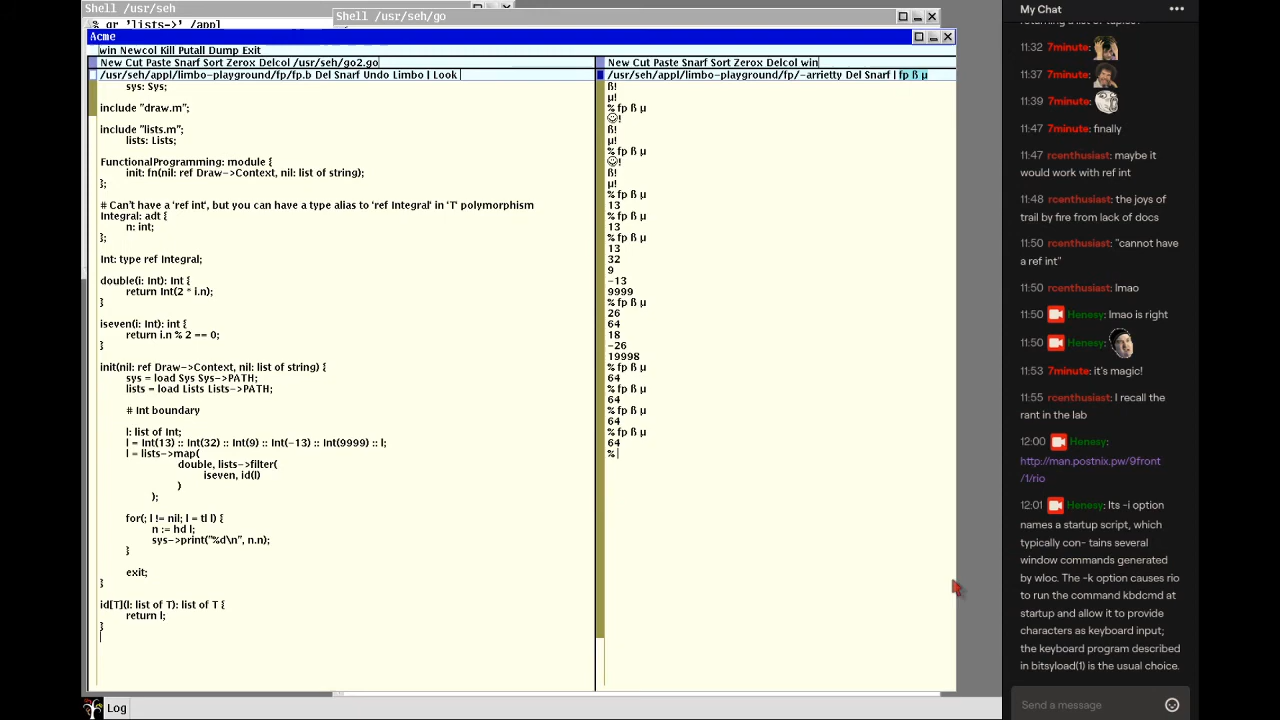 Shell /usr/seh
% gr 'lists->' /appl
Shell /usr/seh/go
Acme
win Newcol Kill Putall Dump Exit
New Cut Paste Snarf Sort Zerox Delcol /usr/seh/go2.go
/usr/seh/appl/limbo-playground/fp/fp.b Del Snarf Undo Limbo | Look
sys: Sys;
include "draw.m";
include "lists.m";
lists: Lists;
FunctionalProgramming: module {
init: fn(nil: ref Draw->Context, nil: list of string);
};
# Can't have a 'ref int', but you can have a type alias to 'ref Integral' in 'T' polymorphism
Integral: adt {
n: int;
};
Int: type ref Integral;
double(i: Int): Int {
return Int(2 * i.n);
}
iseven(i: Int): int {
return i.n % 2 == 0;
}
init(nil: ref Draw->Context, nil: list of string) {
sys = load Sys Sys->PATH;
lists = load Lists Lists->PATH;
# Int boundary
l: list of Int;
l = Int(13) :: Int(32) :: Int(9) :: Int(-13) :: Int(9999) :: l;
l = lists->map(
double, lists->filter(
iseven, id(l)
)
);
for(; l != nil; l = tl l) {
n := hd l;
sys->print("%d\n", n.n);
}
exit;
}
id[T](l: list of T): list of T {
return l;
}
New Cut Paste Snarf Sort Zerox Delcol win
/usr/seh/appl/limbo-playground/fp/-arrietty Del Snarf | fp ß µ
ß!
µ!
% fp ß µ
☺!
ß!
µ!
% fp ß µ
☺!
ß!
µ!
% fp ß µ
13
% fp ß µ
13
% fp ß µ
13
32
9
-13
9999
% fp ß µ
26
64
18
-26
19998
% fp ß µ
64
% fp ß µ
64
% fp ß µ
64
% fp ß µ
64
%
Log
My Chat
returning a list of tuples?
11:32 7minute:
11:37 7minute:
11:39 7minute:
11:47 7minute: finally
11:47 rcenthusiast: maybe it
would work with ref int
11:48 rcenthusiast: the joys of
trail by fire from lack of docs
11:50 rcenthusiast: "cannot have
a ref int"
11:50 rcenthusiast: lmao
11:50 Henesy: lmao is right
11:50 Henesy:
11:53 7minute: it's magic!
11:55 rcenthusiast: I recall the
rant in the lab
12:00 Henesy:
http://man.postnix.pw/9front
/1/rio
12:01 Henesy: Its -i option
names a startup script, which
typically con- tains several
window commands generated
by wloc. The -k option causes rio
to run the command kbdcmd at
startup and allow it to provide
characters as keyboard input;
the keyboard program described
in bitsyload(1) is the usual choice.
Send a message